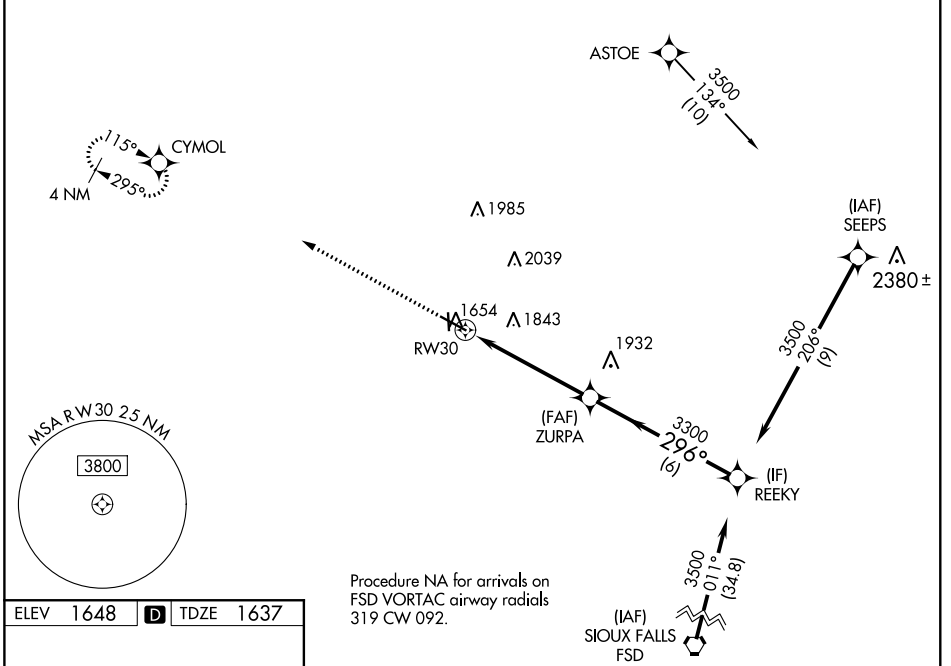 ASTOE
3500
134°
(10)
115°
CYMOL
295°
4 NM
1985
(IAF)
SEEPS
2039
2380 ±
1654
1843
RW30
1932
3500
206°
(9)
(FAF)
ZURPA
3300
296°
(6)
(IF)
REEKY
MSA RW30 25 NM
3800
3500
011°
(34.8)
Procedure NA for arrivals on
FSD VORTAC airway radials
319 CW 092.
(IAF)
SIOUX FALLS
FSD
ELEV 1648 D TDZE 1637